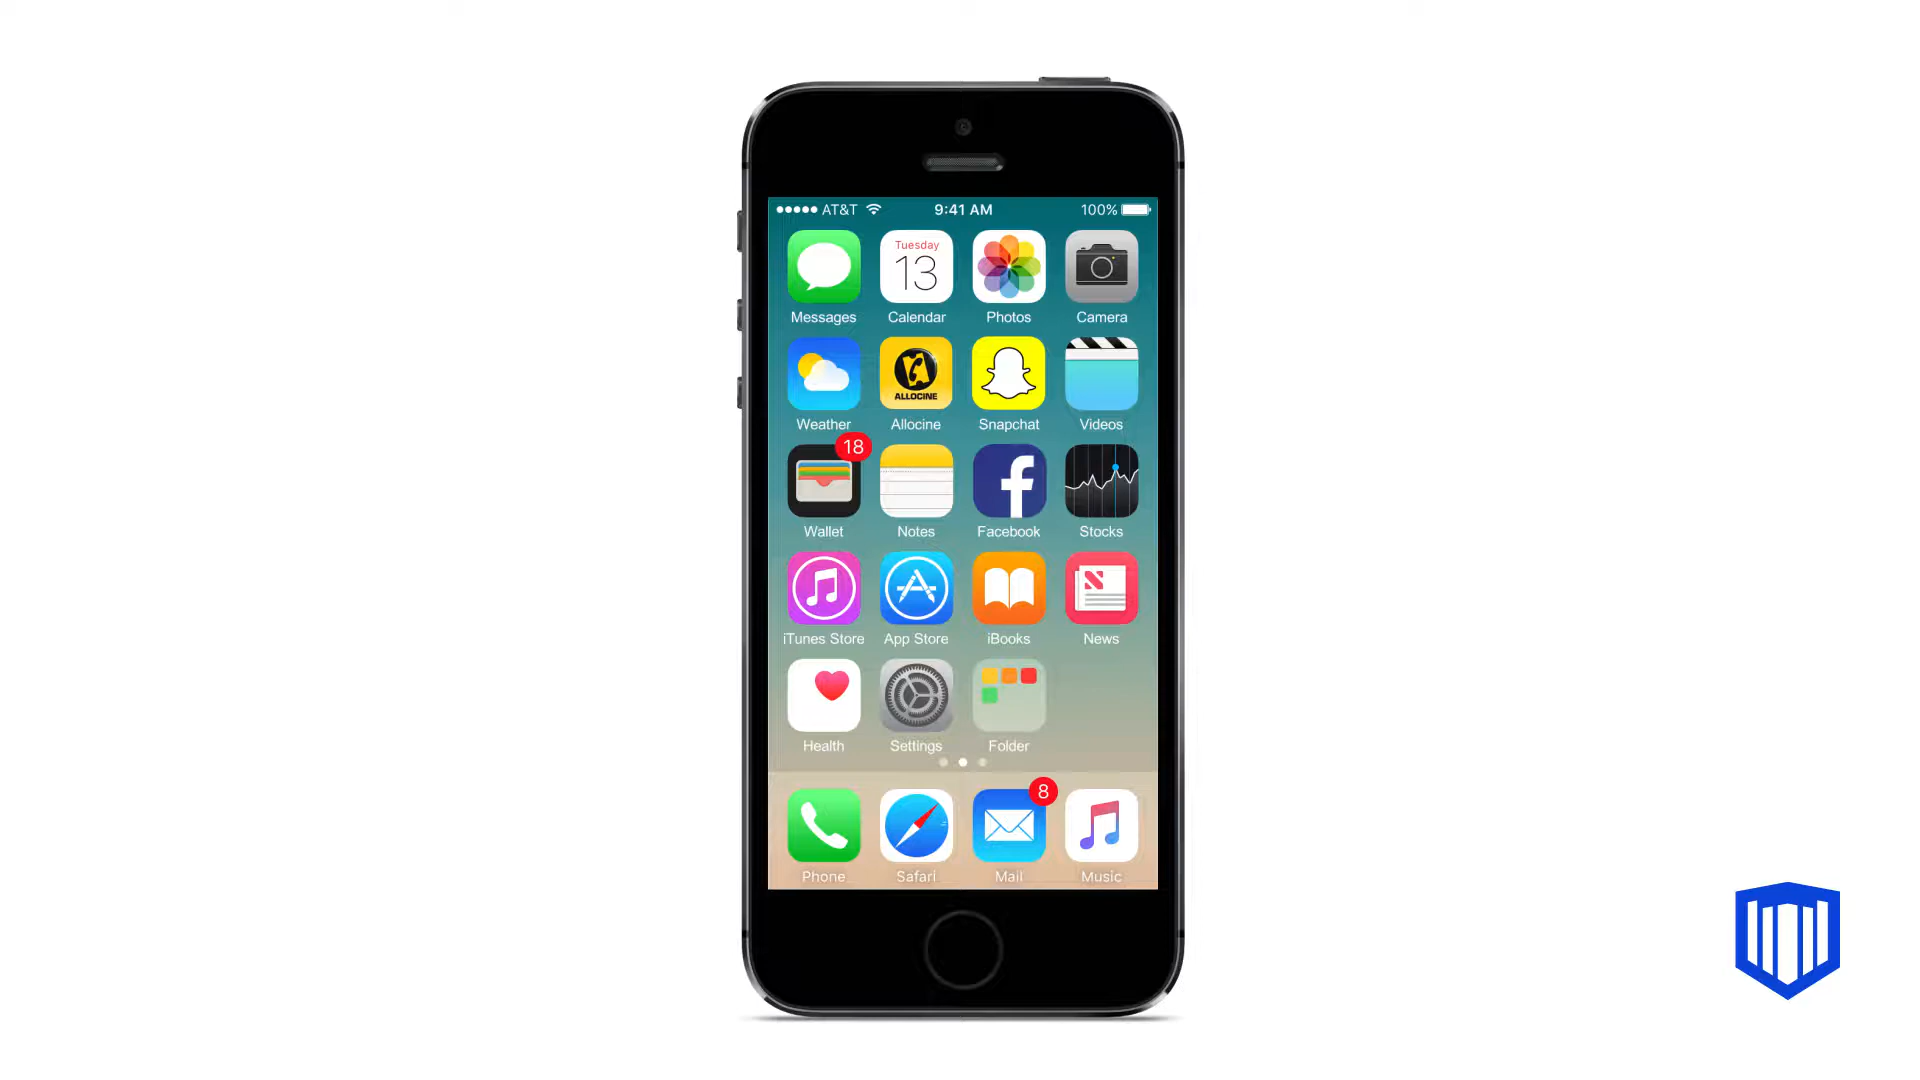 AT&T 9:41 AM 100%
Tuesday
13
Messages Calendar Photos Camera
ALLOCINE
Weather Allocine Snapchat Videos
18
Wallet Notes Facebook Stocks
iTunes Store App Store iBooks News
Health Settings Folder
8
Phone Safari Mail Music